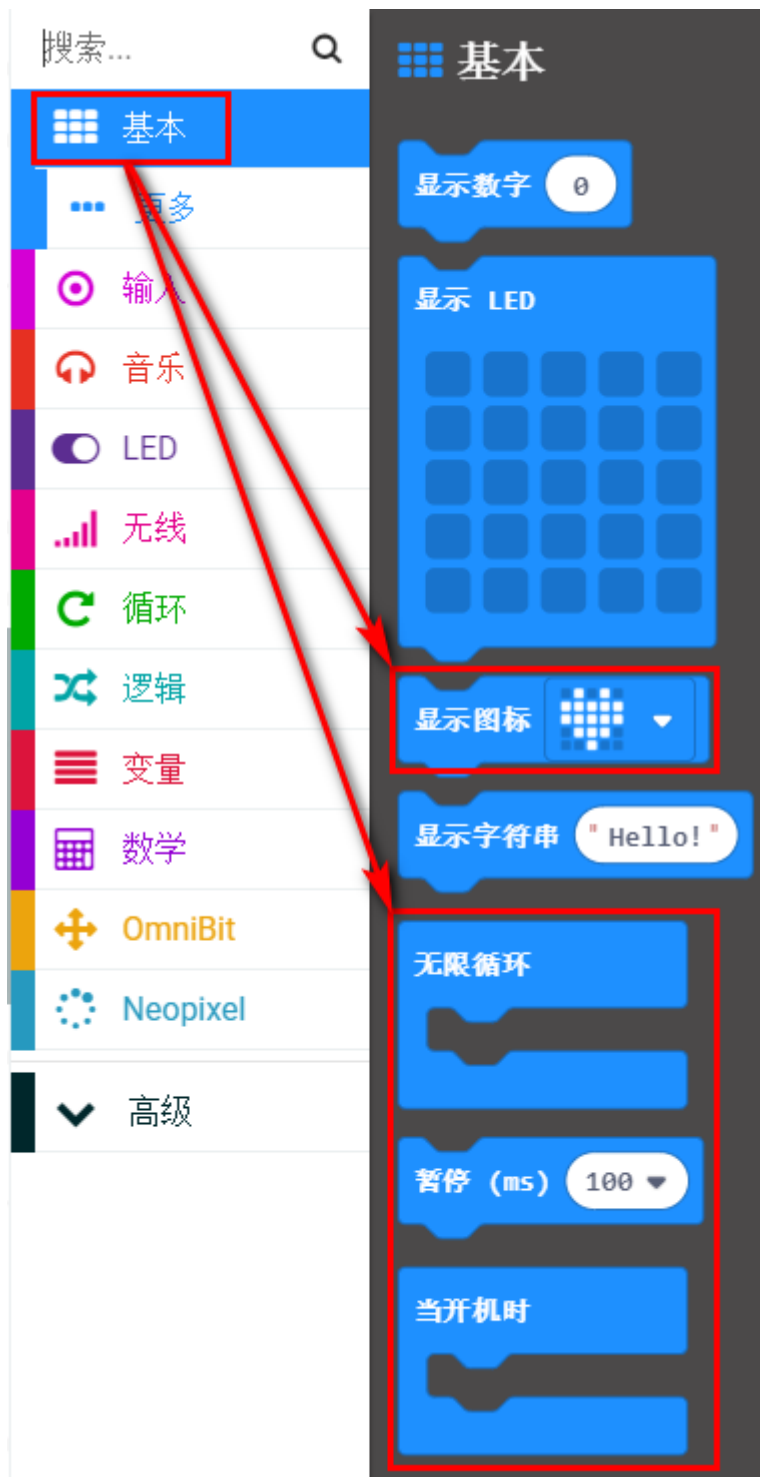 搜索...
基本
更多
输入
音乐
LED
无线
循环
逻辑
变量
数学
OmniBit
Neopixel
高级
基本
显示数字 0
显示 LED
显示图标
显示字符串 "Hello!"
无限循环
暂停 (ms) 100
当开机时